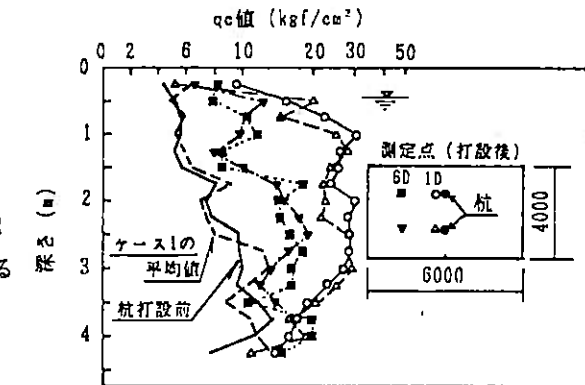 qc値 (kgf/cm²)
0 2 6 10 20 30 50
0
1
2
3
4
深さ (m)
る
測定点 (打設後)
6D 1D
杭
4000
6000
ケース1の
平均値
杭打設前